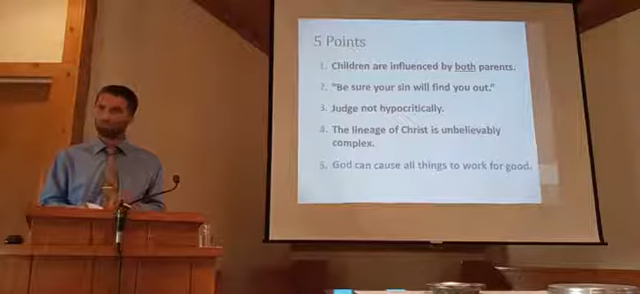 5 Points
1. Children are influenced by both parents.
2. "Be sure your sin will find you out."
3. Judge not hypocritically.
4. The lineage of Christ is unbelievably
complex.
5. God can cause all things to work for good.